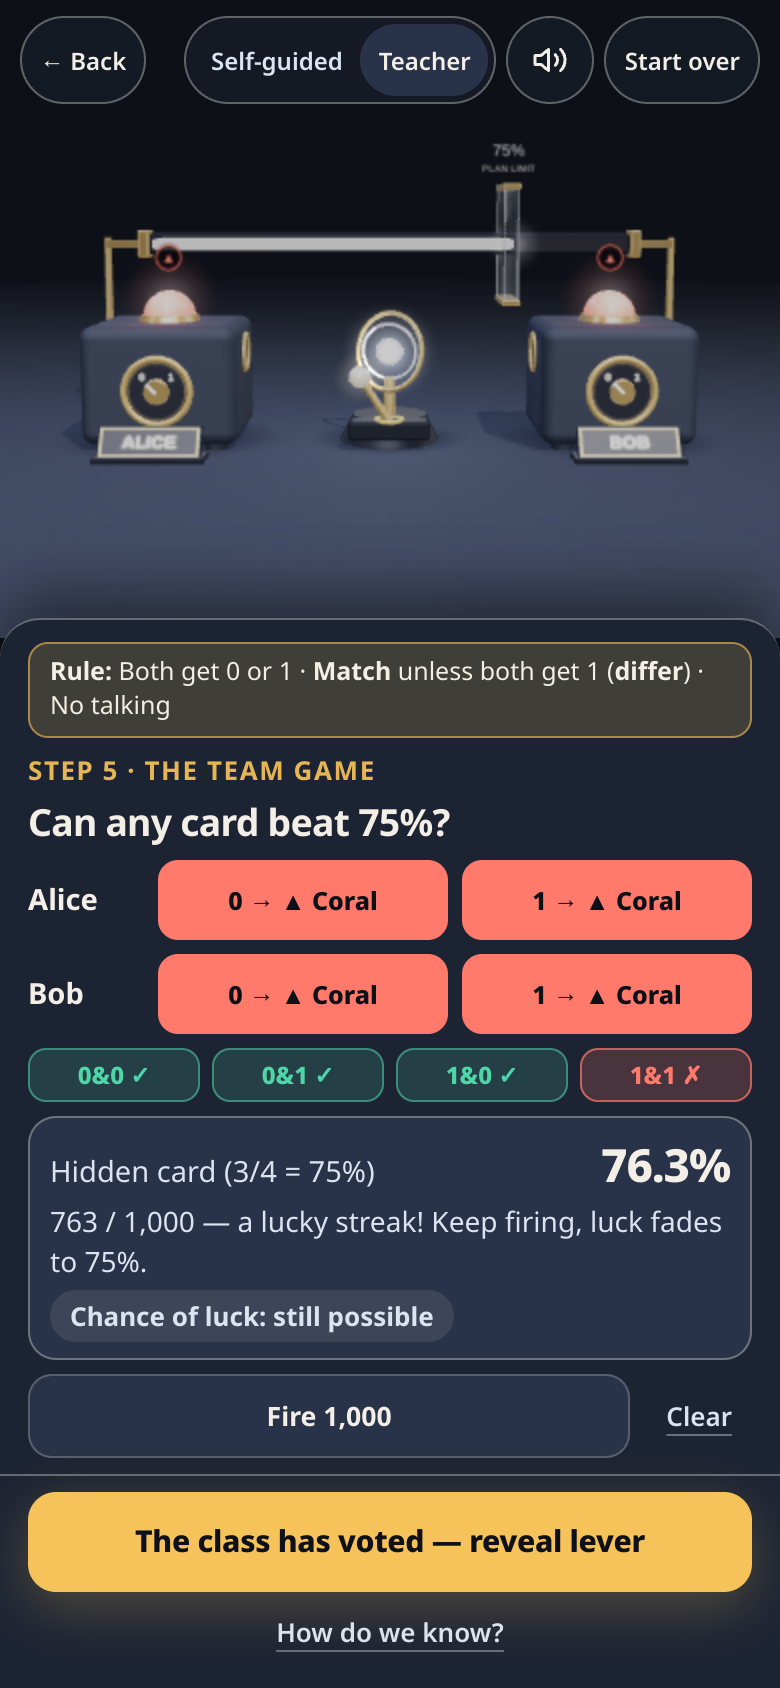 ← Back
Self-guided
Teacher
Start over
75%
PLAN LIMIT
0 1
0 1
ALICE
BOB
Rule: Both get 0 or 1 · Match unless both get 1 (differ) ·
No talking
STEP 5 · THE TEAM GAME
Can any card beat 75%?
Alice
0 → ▲ Coral
1 → ▲ Coral
Bob
0 → ▲ Coral
1 → ▲ Coral
0&0 ✓
0&1 ✓
1&0 ✓
1&1 ✗
Hidden card (3/4 = 75%)
76.3%
763 / 1,000 — a lucky streak! Keep firing, luck fades
to 75%.
Chance of luck: still possible
Fire 1,000
Clear
The class has voted — reveal lever
How do we know?